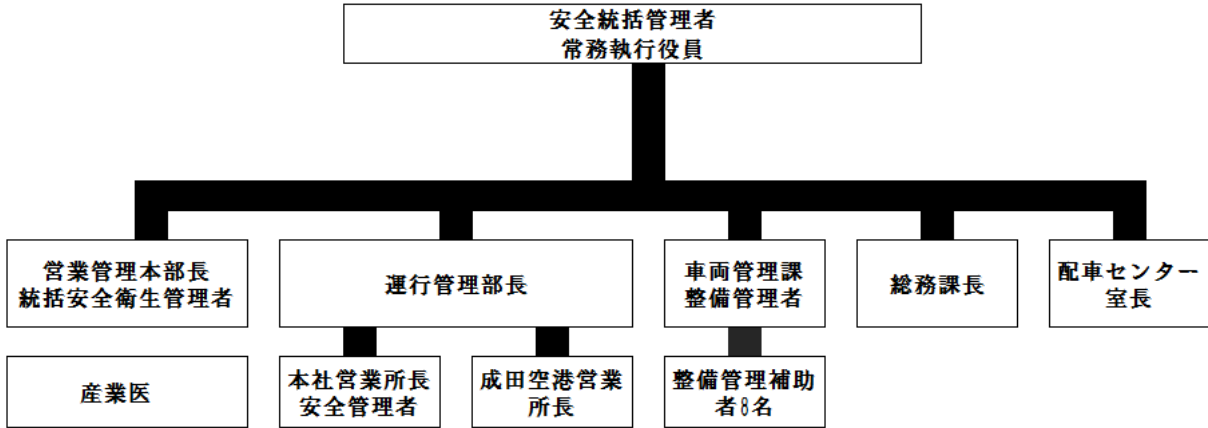 安全統括管理者
常務執行役員
営業管理本部長
統括安全衛生管理者
運行管理部長
車両管理課
整備管理者
総務課長
配車センター
室長
産業医
本社営業所長
安全管理者
成田空港営業
所長
整備管理補助
者8名